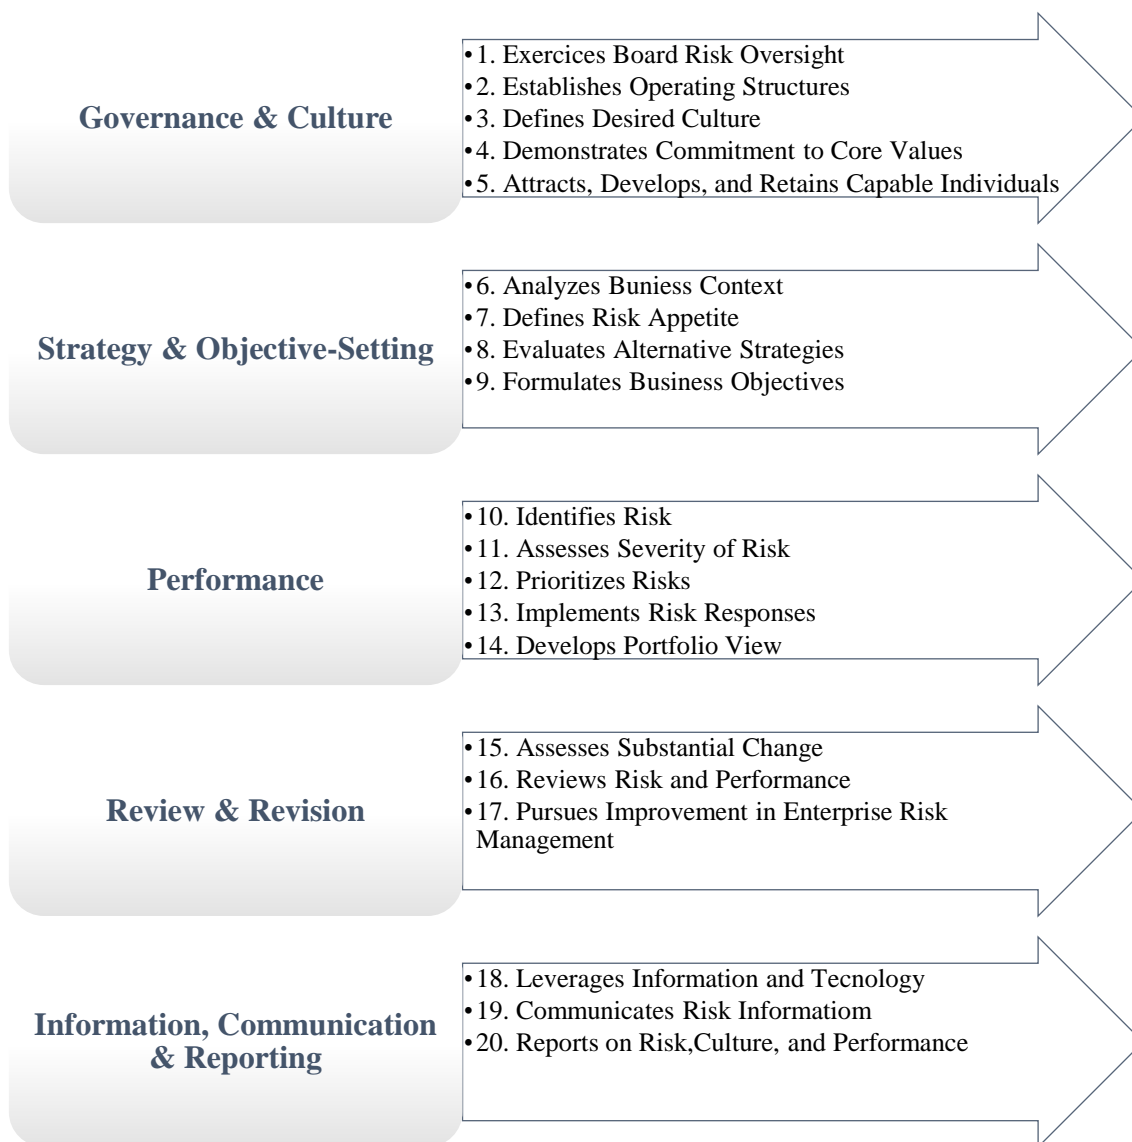 Governance & Culture
•1. Exercices Board Risk Oversight
•2. Establishes Operating Structures
•3. Defines Desired Culture
•4. Demonstrates Commitment to Core Values
•5. Attracts, Develops, and Retains Capable Individuals
Strategy & Objective-Setting
•6. Analyzes Buniess Context
•7. Defines Risk Appetite
•8. Evaluates Alternative Strategies
•9. Formulates Business Objectives
Performance
•10. Identifies Risk
•11. Assesses Severity of Risk
•12. Prioritizes Risks
•13. Implements Risk Responses
•14. Develops Portfolio View
Review & Revision
•15. Assesses Substantial Change
•16. Reviews Risk and Performance
•17. Pursues Improvement in Enterprise Risk
Management
Information, Communication
& Reporting
•18. Leverages Information and Tecnology
•19. Communicates Risk Informatiom
•20. Reports on Risk,Culture, and Performance